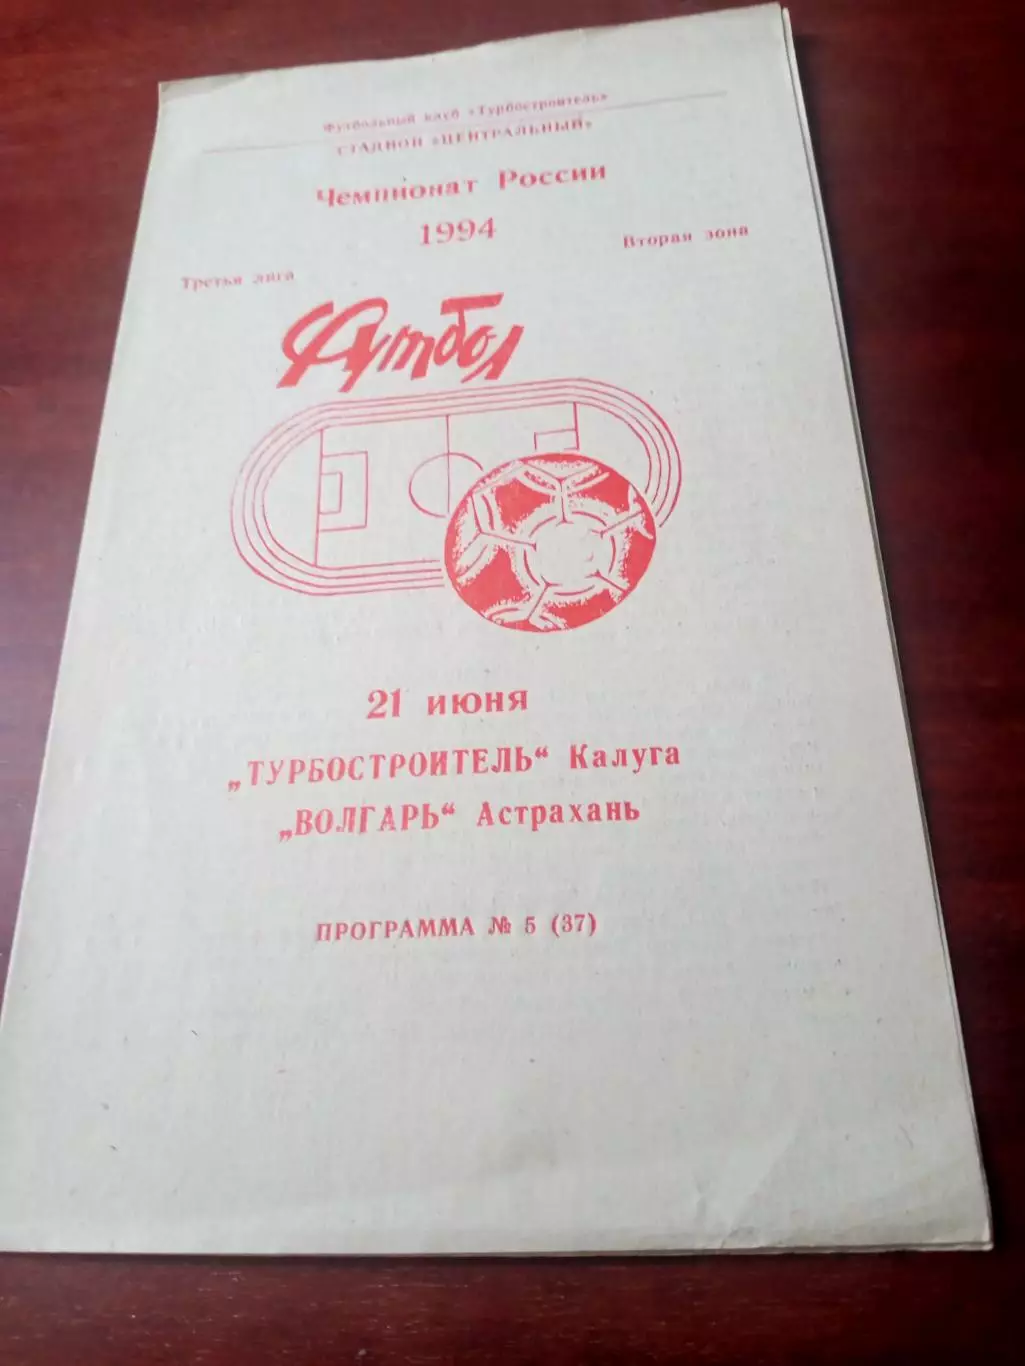 Футбольный клуб «Турбостроитель»
СТАДИОН «ЦЕНТРАЛЬНЫЙ»
Чемпионат России
1994
Третья лига
Вторая зона
Футбол
21 июня
„ТУРБОСТРОИТЕЛЬ“ Калуга
„ВОЛГАРЬ“ Астрахань
ПРОГРАММА № 5 (37)